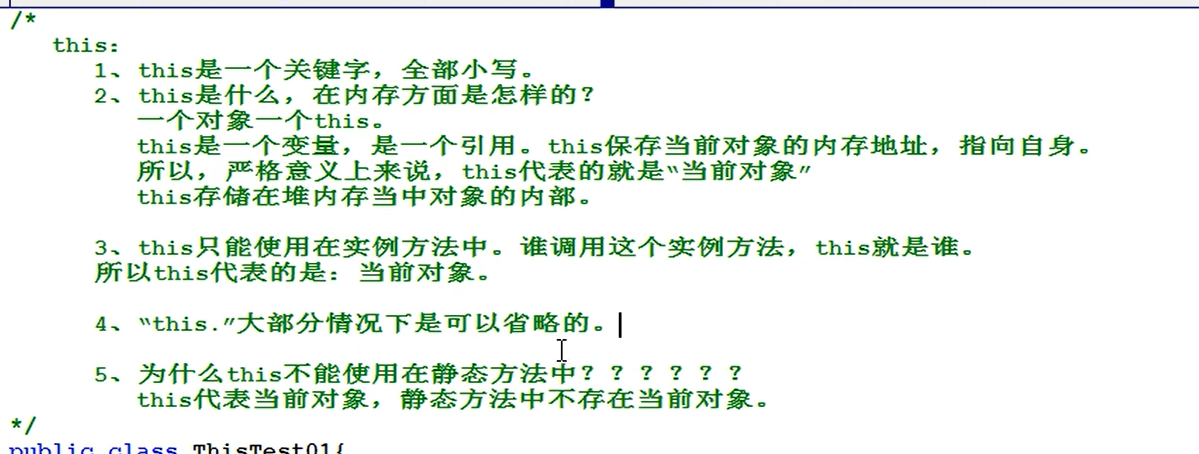 /*
this:
1、this是一个关键字，全部小写。
2、this是什么，在内存方面是怎样的？
一个对象一个this。
this是一个变量，是一个引用。this保存当前对象的内存地址，指向自身。
所以，严格意义上来说，this代表的就是“当前对象”
this存储在堆内存当中对象的内部。
3、this只能使用在实例方法中。谁调用这个实例方法，this就是谁。
所以this代表的是：当前对象。
4、“this.”大部分情况下是可以省略的。
5、为什么this不能使用在静态方法中？？？？？？
this代表当前对象，静态方法中不存在当前对象。
*/
public class ThisTest01{